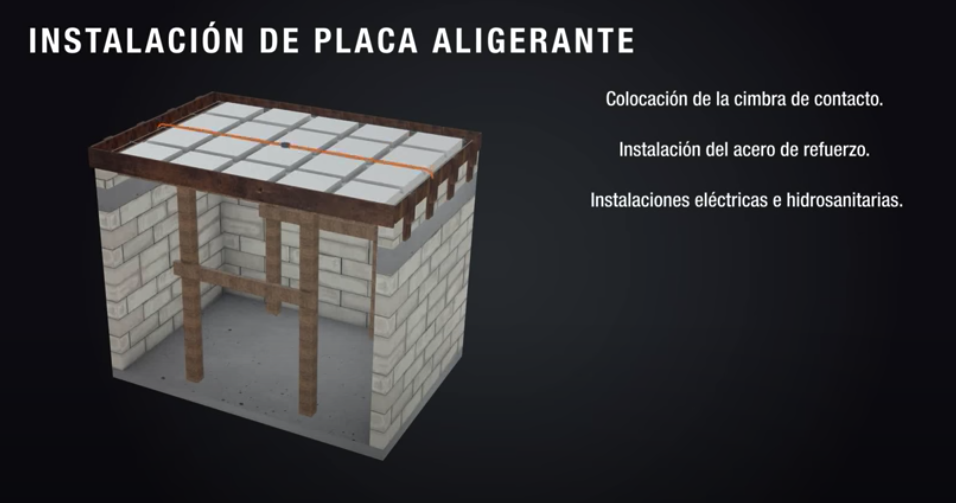 INSTALACIÓN DE PLACA ALIGERANTE
Colocación de la cimbra de contacto.
Instalación del acero de refuerzo.
Instalaciones eléctricas e hidrosanitarias.